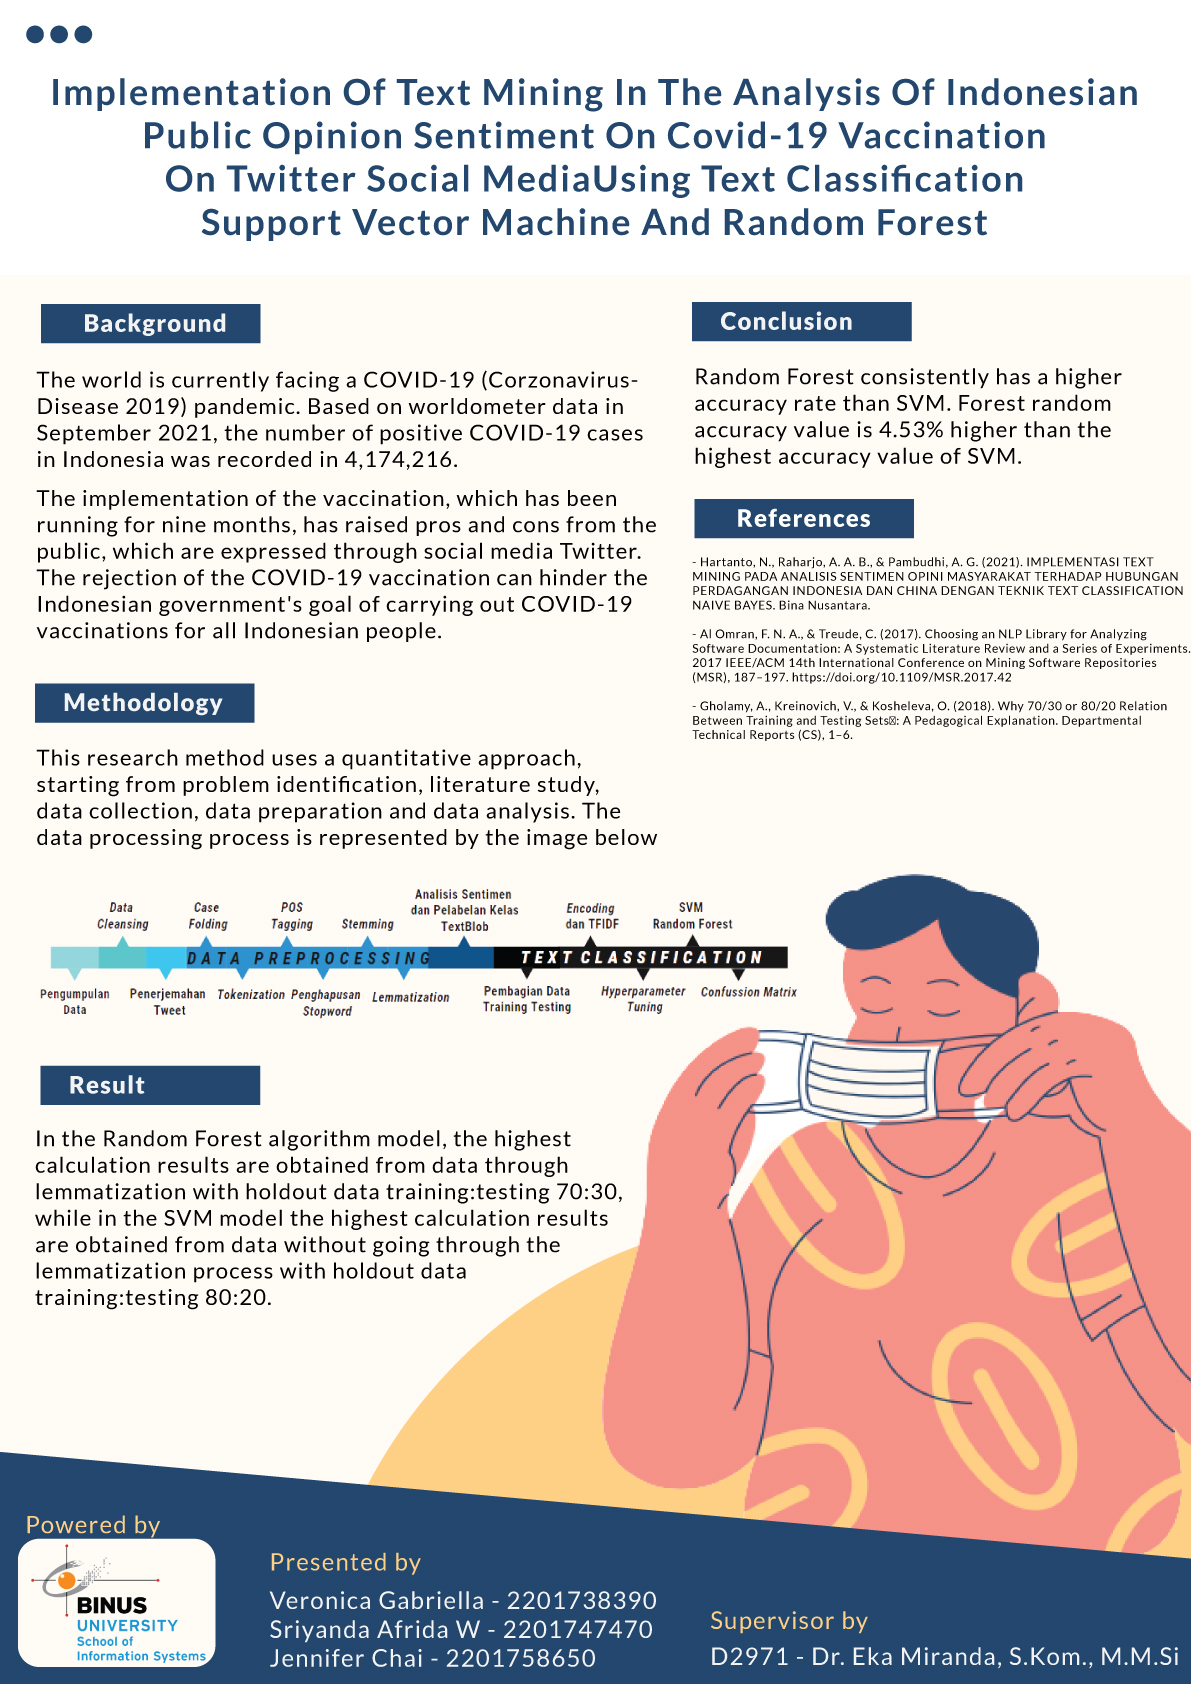 Implementation Of Text Mining In The Analysis Of Indonesian
Public Opinion Sentiment On Covid-19 Vaccination
On Twitter Social MediaUsing Text Classification
Support Vector Machine And Random Forest
Background
The world is currently facing a COVID-19 (Corzonavirus-
Disease 2019) pandemic. Based on worldometer data in
September 2021, the number of positive COVID-19 cases
in Indonesia was recorded in 4,174,216.
The implementation of the vaccination, which has been
running for nine months, has raised pros and cons from the
public, which are expressed through social media Twitter.
The rejection of the COVID-19 vaccination can hinder the
Indonesian government's goal of carrying out COVID-19
vaccinations for all Indonesian people.
Methodology
This research method uses a quantitative approach,
starting from problem identification, literature study,
data collection, data preparation and data analysis. The
data processing process is represented by the image below
Data
Cleansing
Case
Folding
POS
Tagging
Stemming
Analisis Sentimen
dan Pelabelan Kelas
TextBlob
Encoding
dan TFIDF
SVM
Random Forest
DATA PREPROCESSING
TEXT CLASSIFICATION
Pengumpulan
Data
Penerjemahan
Tweet
Tokenization
Penghapusan
Stopword
Lemmatization
Pembagian Data
Training Testing
Hyperparameter
Tuning
Confussion Matrix
Result
In the Random Forest algorithm model, the highest
calculation results are obtained from data through
lemmatization with holdout data training:testing 70:30,
while in the SVM model the highest calculation results
are obtained from data without going through the
lemmatization process with holdout data
training:testing 80:20.
Conclusion
Random Forest consistently has a higher
accuracy rate than SVM. Forest random
accuracy value is 4.53% higher than the
highest accuracy value of SVM.
References
- Hartanto, N., Raharjo, A. A. B., & Pambudhi, A. G. (2021). IMPLEMENTASI TEXT
MINING PADA ANALISIS SENTIMEN OPINI MASYARAKAT TERHADAP HUBUNGAN
PERDAGANGAN INDONESIA DAN CHINA DENGAN TEKNIK TEXT CLASSIFICATION
NAIVE BAYES. Bina Nusantara.
- Al Omran, F. N. A., & Treude, C. (2017). Choosing an NLP Library for Analyzing
Software Documentation: A Systematic Literature Review and a Series of Experiments.
2017 IEEE/ACM 14th International Conference on Mining Software Repositories
(MSR), 187–197. https://doi.org/10.1109/MSR.2017.42
- Gholamy, A., Kreinovich, V., & Kosheleva, O. (2018). Why 70/30 or 80/20 Relation
Between Training and Testing Sets: A Pedagogical Explanation. Departmental
Technical Reports (CS), 1–6.
Powered by
BINUS
UNIVERSITY
School of
Information Systems
Presented by
Veronica Gabriella - 2201738390
Sriyanda Afrida W - 2201747470
Jennifer Chai - 2201758650
Supervisor by
D2971 - Dr. Eka Miranda, S.Kom., M.M.Si